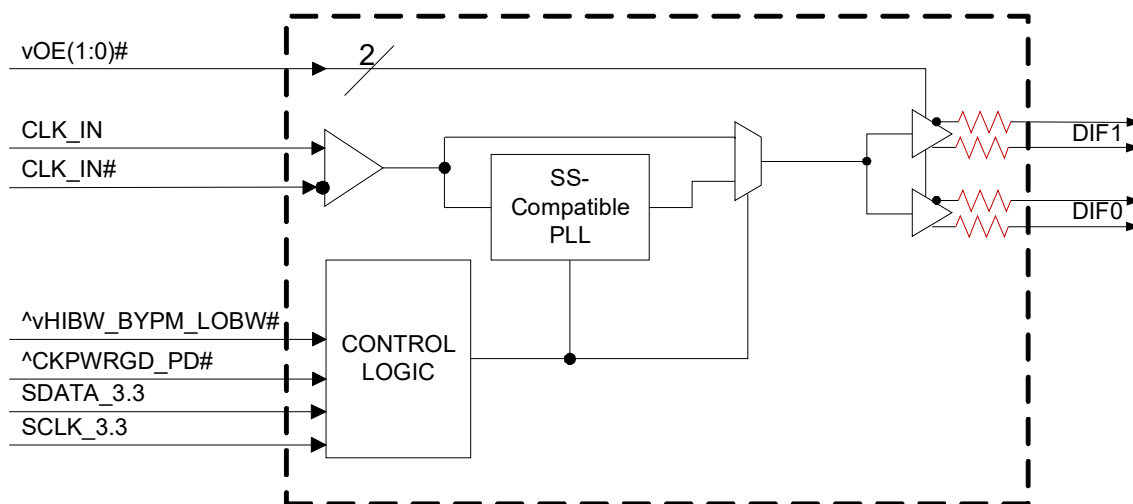 vOE(1:0)#
2
CLK_IN
CLK_IN#
SS-
Compatible
PLL
DIF1
DIF0
^vHIBW_BYPM_LOBW#
^CKPWRGD_PD#
SDATA_3.3
SCLK_3.3
CONTROL
LOGIC